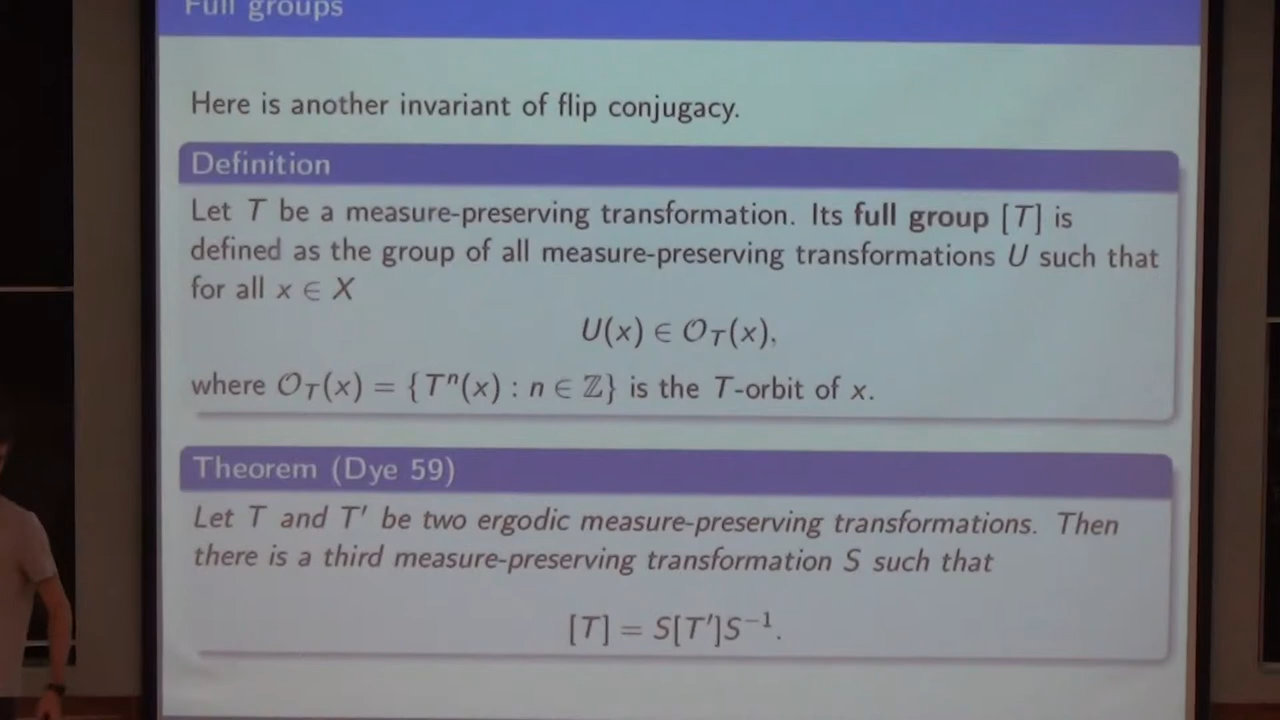 Full groups
Here is another invariant of flip conjugacy.
Definition
Let T be a measure-preserving transformation. Its full group [T] is
defined as the group of all measure-preserving transformations U such that
for all x ∈ X
U(x) ∈ 𝒪_T(x),
where 𝒪_T(x) = {Tⁿ(x) : n ∈ ℤ} is the T-orbit of x.
Theorem (Dye 59)
Let T and T′ be two ergodic measure-preserving transformations. Then
there is a third measure-preserving transformation S such that
[T] = S[T′]S⁻¹.